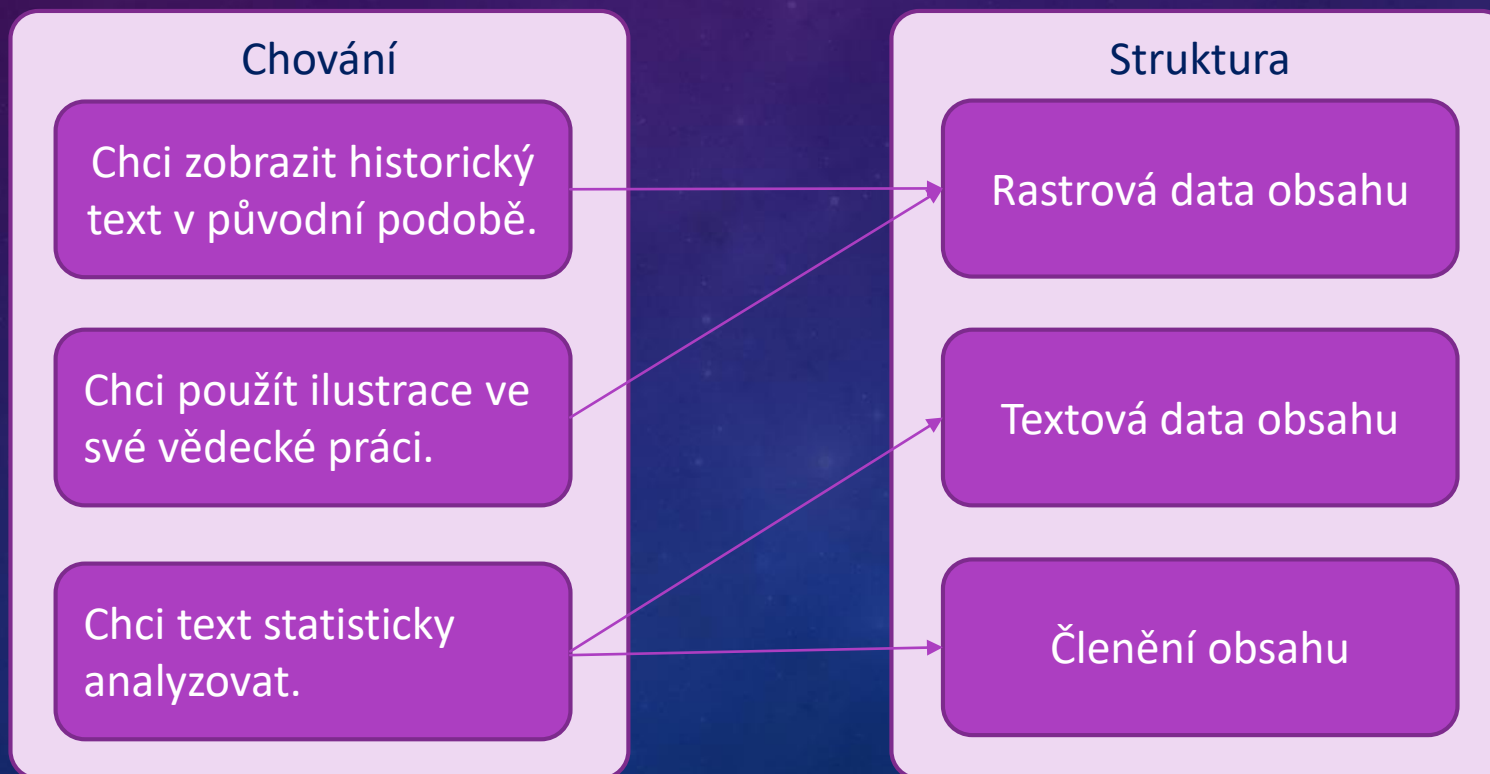 Chování
Chci zobrazit historický
text v původní podobě.
Chci použít ilustrace ve
své vědecké práci.
Chci text statisticky
analyzovat.
Struktura
Rastrová data obsahu
Textová data obsahu
Členění obsahu